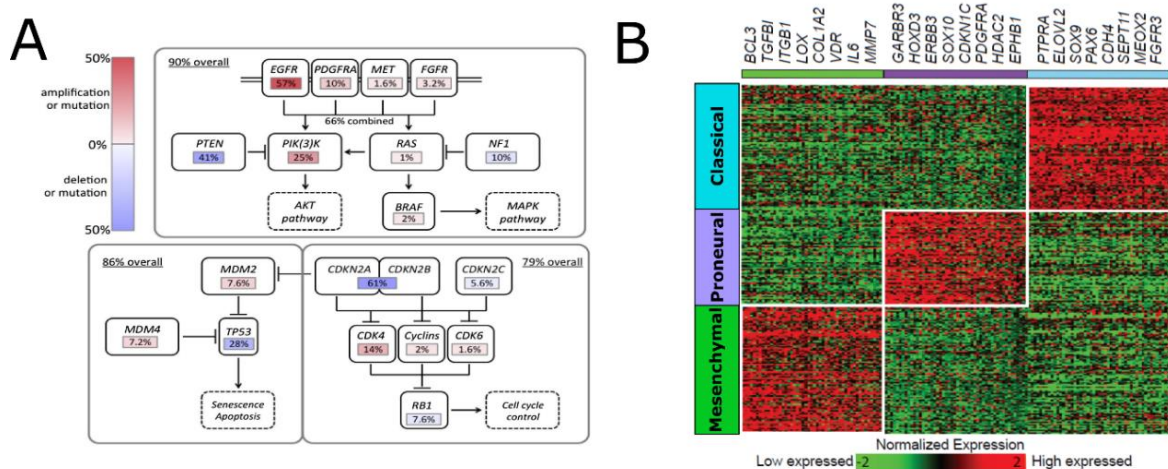 A
50%
amplification
or mutation
0%
deletion
or mutation
50%
90% overall
EGFR
57%
PDGFRA
10%
MET
1.6%
FGFR
3.2%
66% combined
PTEN
41%
PIK(3)K
25%
RAS
1%
NF1
10%
AKT
pathway
BRAF
2%
MAPK
pathway
86% overall
MDM2
7.6%
MDM4
7.2%
TP53
28%
Senescence
Apoptosis
79% overall
CDKN2A
CDKN2B
61%
CDKN2C
5.6%
CDK4
14%
Cyclins
2%
CDK6
1.6%
RB1
7.6%
Cell cycle
control
B
BCL3
TGFBI
ITGB1
LOX
COL1A2
VDR
IL6
MMP7
GARBR3
HOXD3
ERBB3
SOX10
CDKN1C
PDGFRA
HDAC2
EPHB1
PTPRA
ELOVL2
SOX9
PAX6
CDH4
SEPT11
MEOX2
FGFR3
Classical
Proneural
Mesenchymal
Normalized Expression
Low expressed -2 2 High expressed